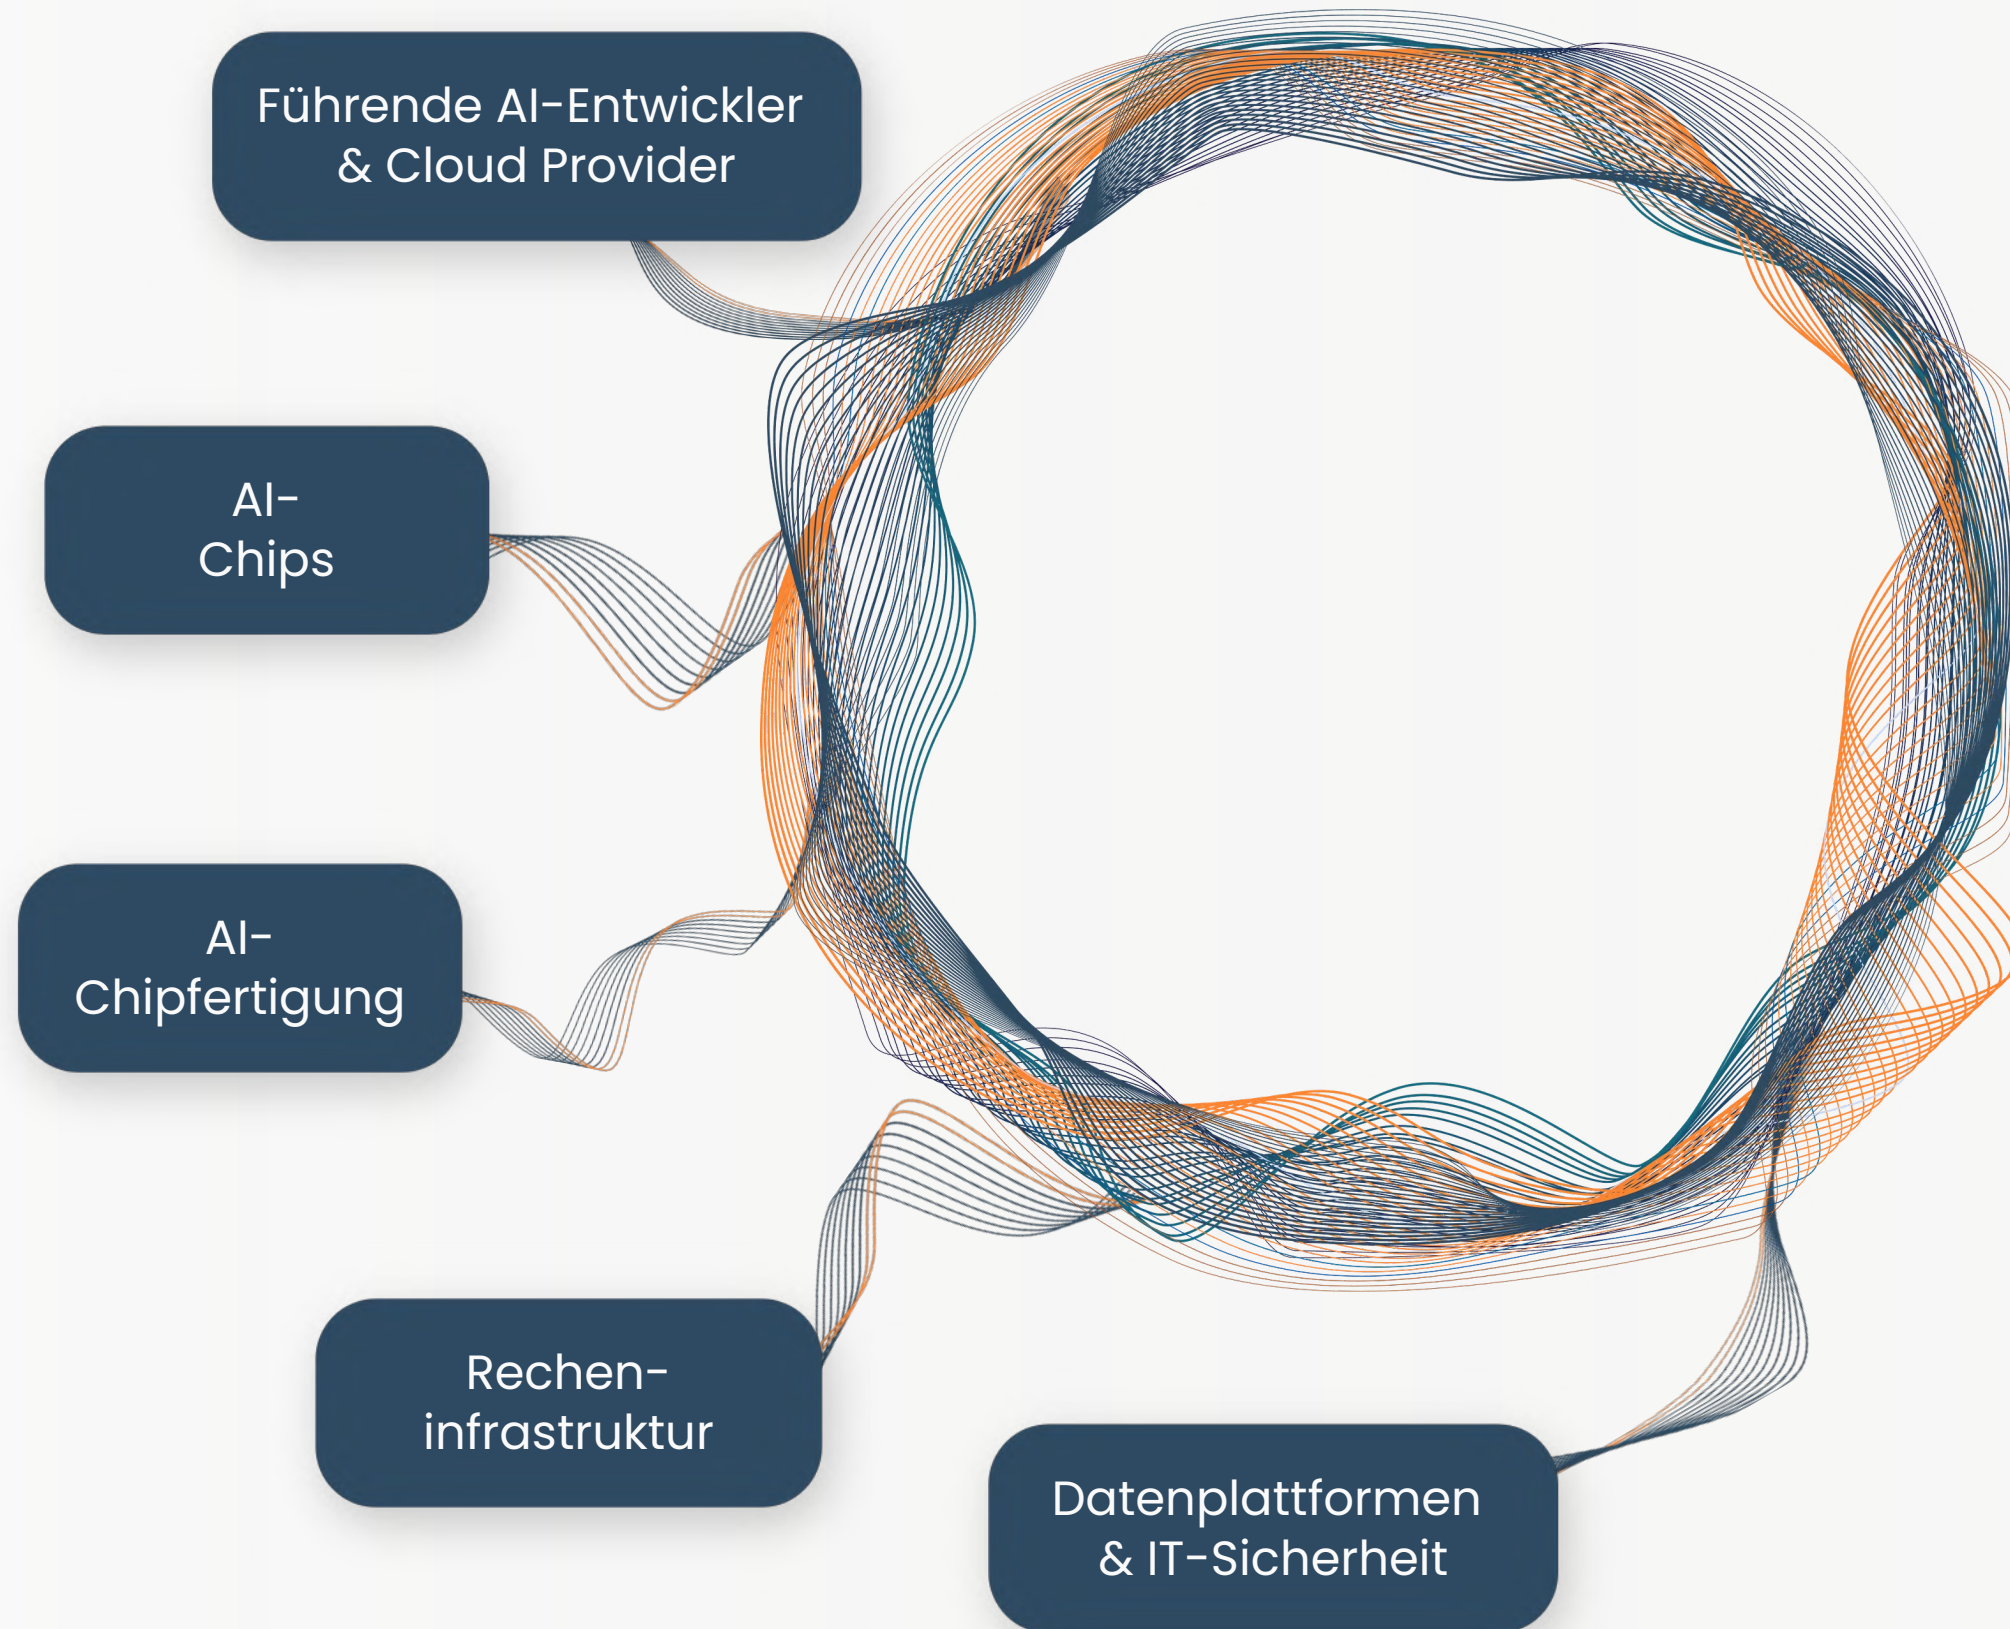 Führende AI-Entwickler
& Cloud Provider
AI-
Chips
AI-
Chipfertigung
Rechen-
infrastruktur
Datenplattformen
& IT-Sicherheit